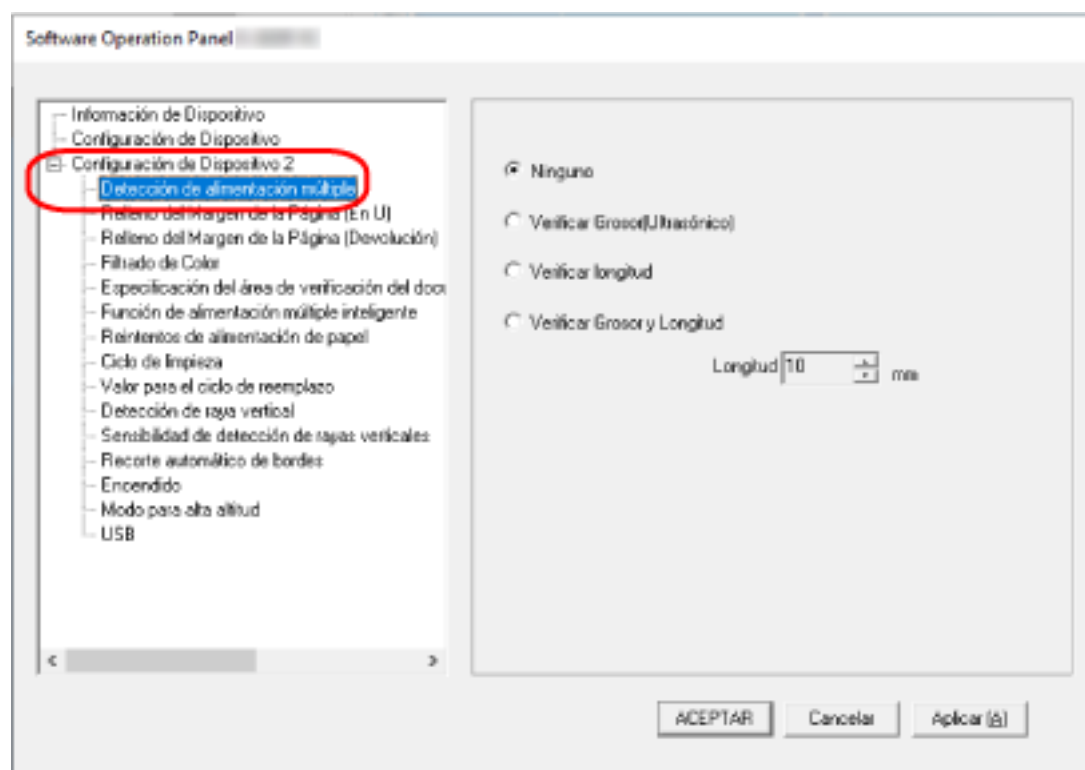 Software Operation Panel
Información de Dispositivo
Configuración de Dispositivo
Configuración de Dispositivo 2
Detección de alimentación múltiple
Relleno del Margen de la Página (En U)
Relleno del Margen de la Página (Devolución)
Filtrado de Color
Especificación del área de verificación del docu
Función de alimentación múltiple inteligente
Reintentos de alimentación de papel
Ciclo de limpieza
Valor para el ciclo de reemplazo
Detección de raya vertical
Sensibilidad de detección de rayas verticales
Recorte automático de bordes
Encendido
Modo para alta altitud
USB
Ninguno
Verificar Grosor(Ultrasónico)
Verificar longitud
Verificar Grosor y Longitud
Longitud 10 mm
ACEPTAR Cancelar Aplicar (A)